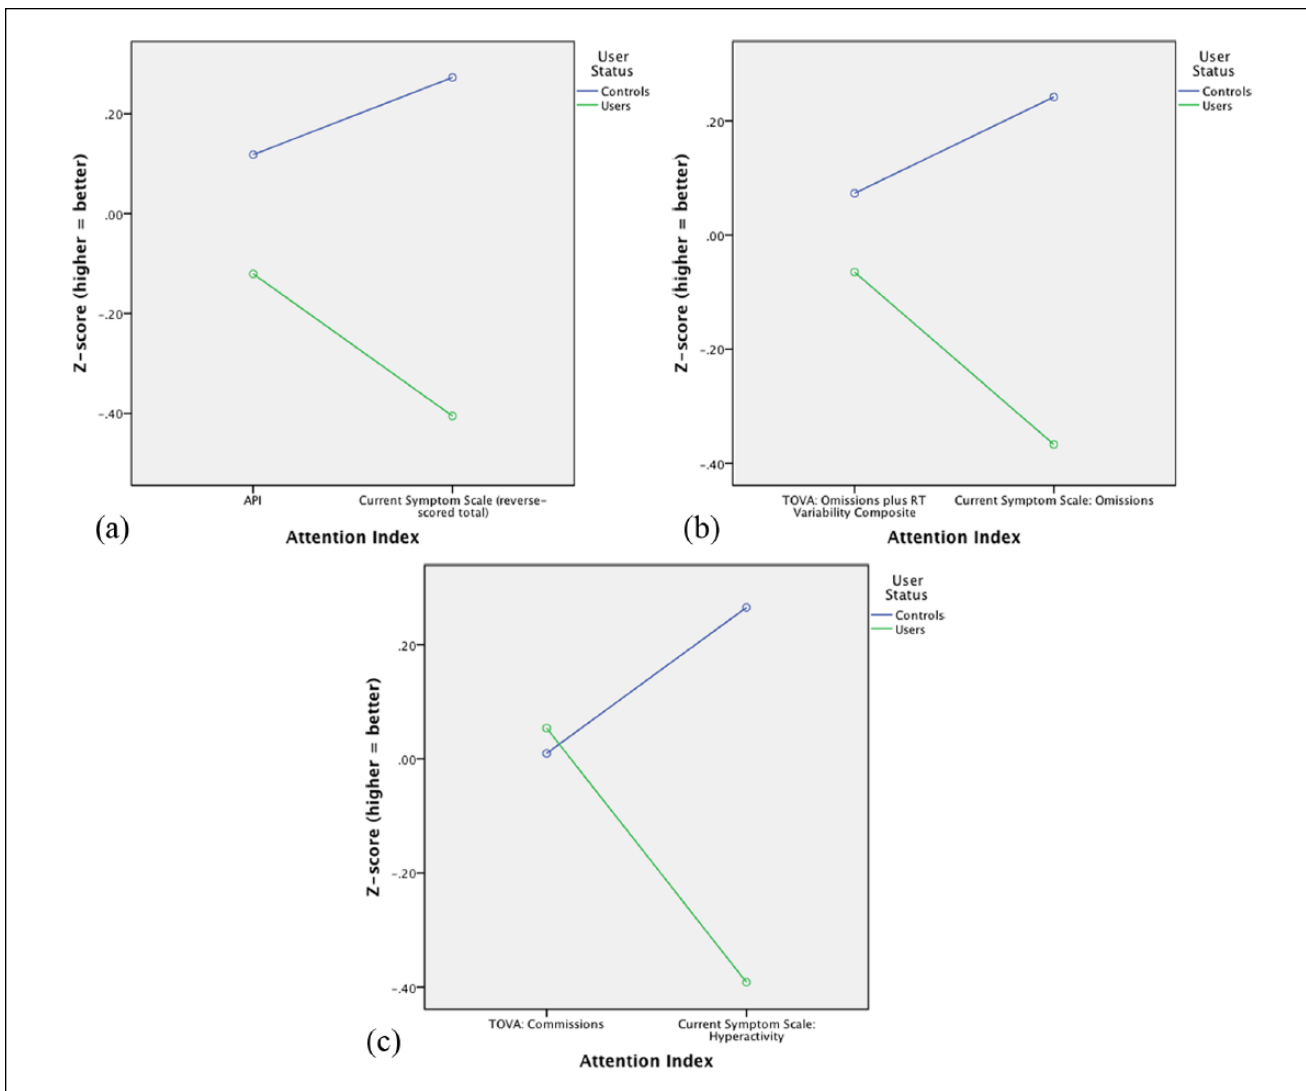 User
Status
Controls
Users
Z-score (higher = better)
.20
.00
-.20
-.40
API
Current Symptom Scale (reverse-
scored total)
(a)
Attention Index
User
Status
Controls
Users
Z-score (higher = better)
.20
.00
-.20
-.40
TOVA: Omissions plus RT
Variability Composite
Current Symptom Scale: Omissions
(b)
Attention Index
User
Status
Controls
Users
Z-score (higher = better)
.20
.00
-.20
-.40
TOVA: Commissions
Current Symptom Scale:
Hyperactivity
(c)
Attention Index